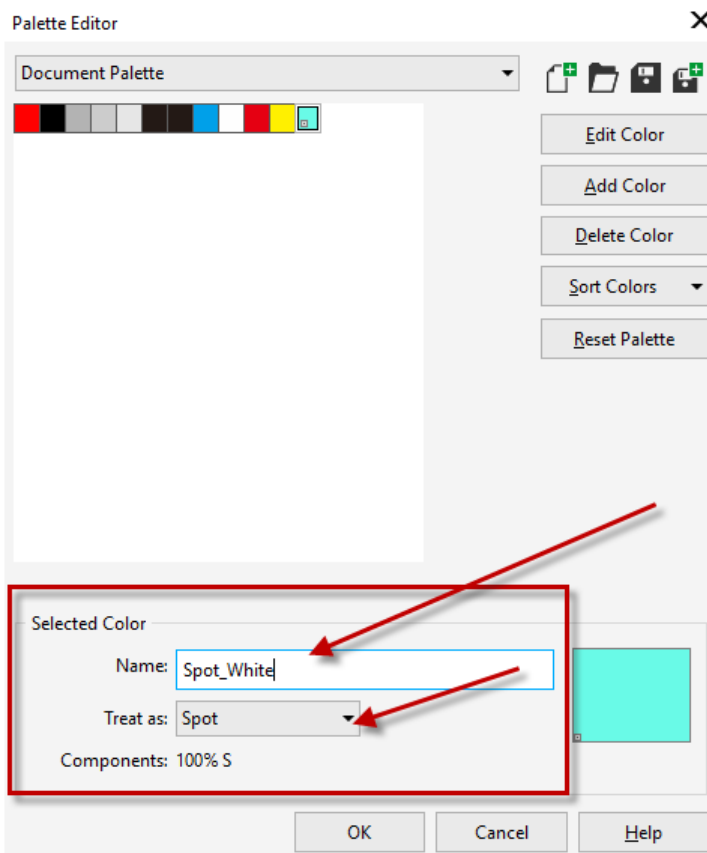 Palette Editor
Document Palette
Edit Color
Add Color
Delete Color
Sort Colors
Reset Palette
Selected Color
Name: Spot_White
Treat as: Spot
Components: 100% S
OK Cancel Help